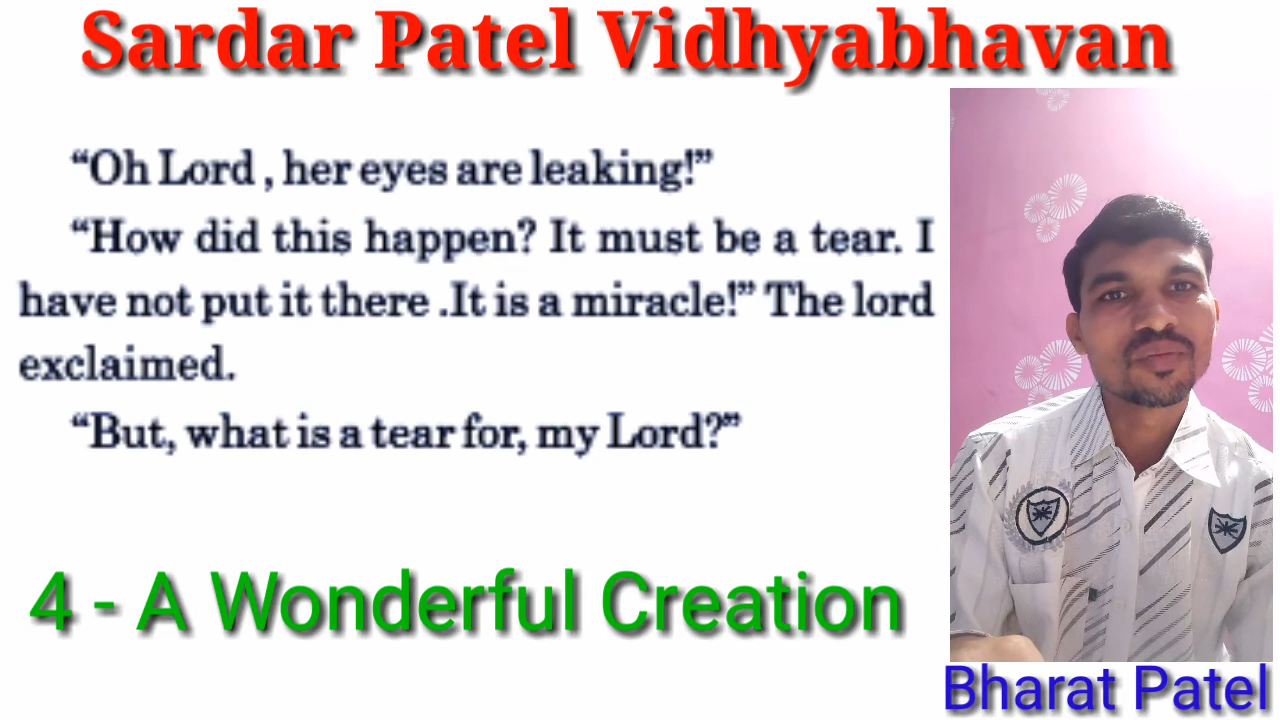 Sardar Patel Vidhyabhavan
“Oh Lord , her eyes are leaking!”
“How did this happen? It must be a tear. I
have not put it there .It is a miracle!” The lord
exclaimed.
“But, what is a tear for, my Lord?”
4 - A Wonderful Creation
Bharat Patel